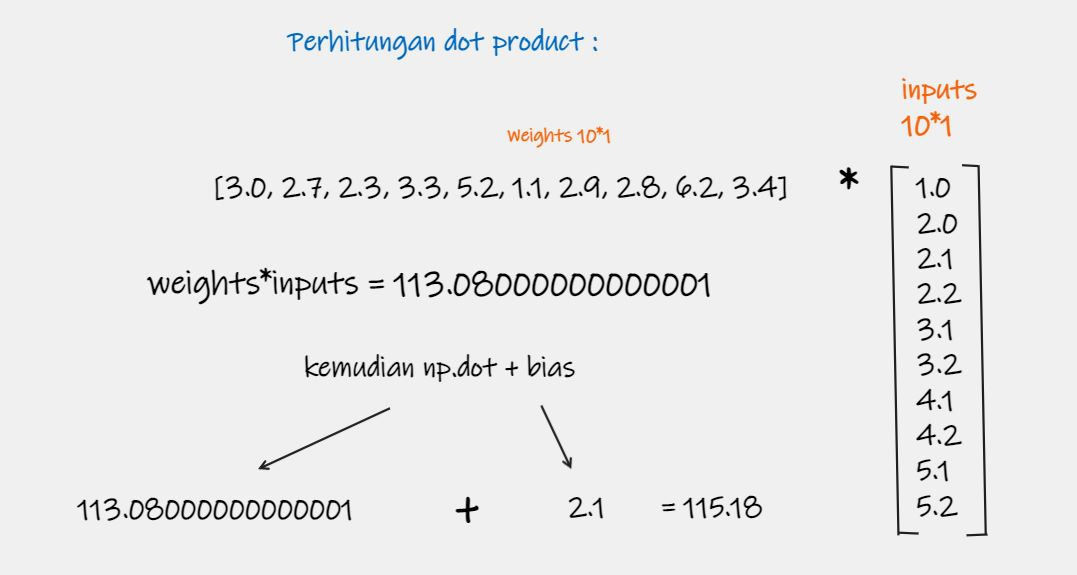 Perhitungan dot product :
Weights 10*1
[3.0, 2.7, 2.3, 3.3, 5.2, 1.1, 2.9, 2.8, 6.2, 3.4]
*
inputs
10*1
1.0
2.0
2.1
2.2
3.1
3.2
4.1
4.2
5.1
5.2
weights*inputs = 113.08000000000001
kemudian np.dot + bias
113.08000000000001 + 2.1 = 115.18